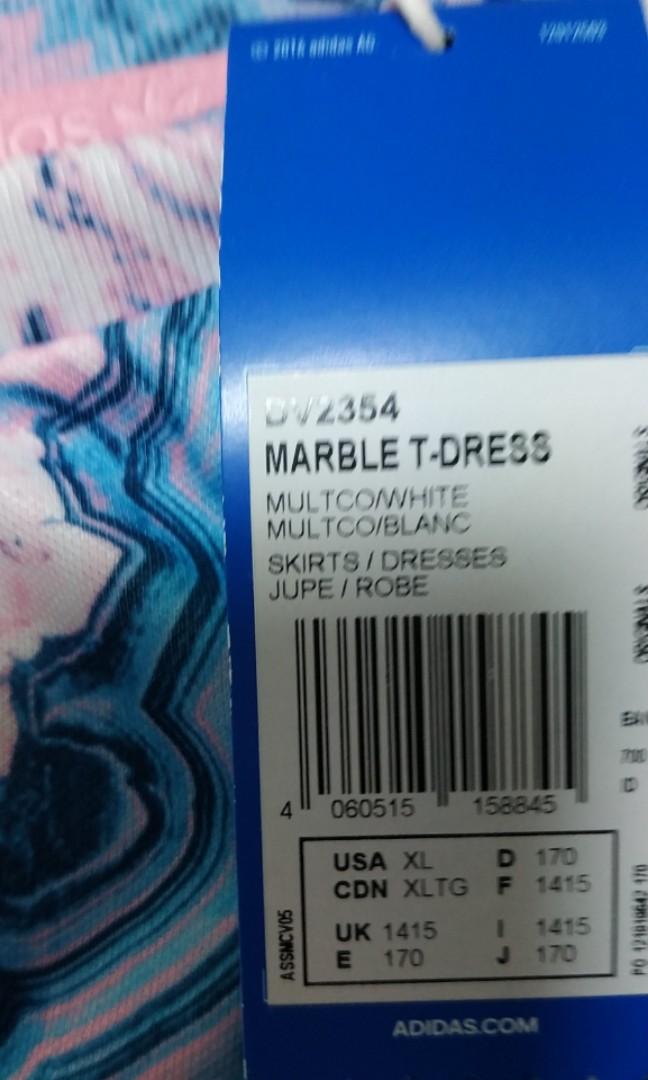 (C) 2016 adidas AG
DV2354
MARBLE T-DRESS
MULTCO/WHITE
MULTCO/BLANC
SKIRTS / DRESSES
JUPE / ROBE
4 060515 158845
USA XL D 170
CDN XLTG F 1415
UK 1415 I 1415
E 170 J 170
ASSMCV05
ADIDAS.COM